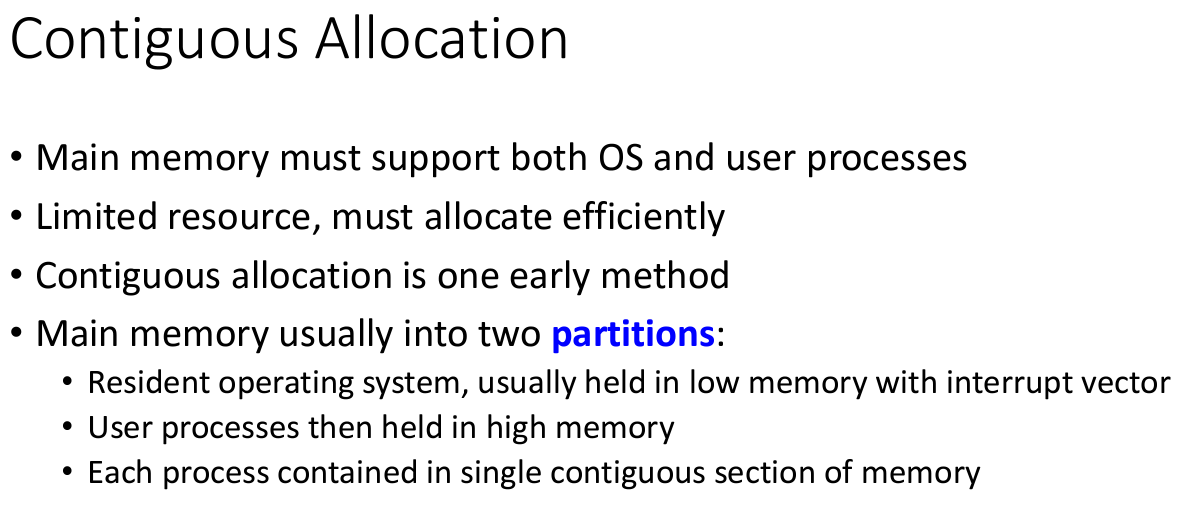 Contiguous Allocation
• Main memory must support both OS and user processes
• Limited resource, must allocate efficiently
• Contiguous allocation is one early method
• Main memory usually into two partitions:
• Resident operating system, usually held in low memory with interrupt vector
• User processes then held in high memory
• Each process contained in single contiguous section of memory